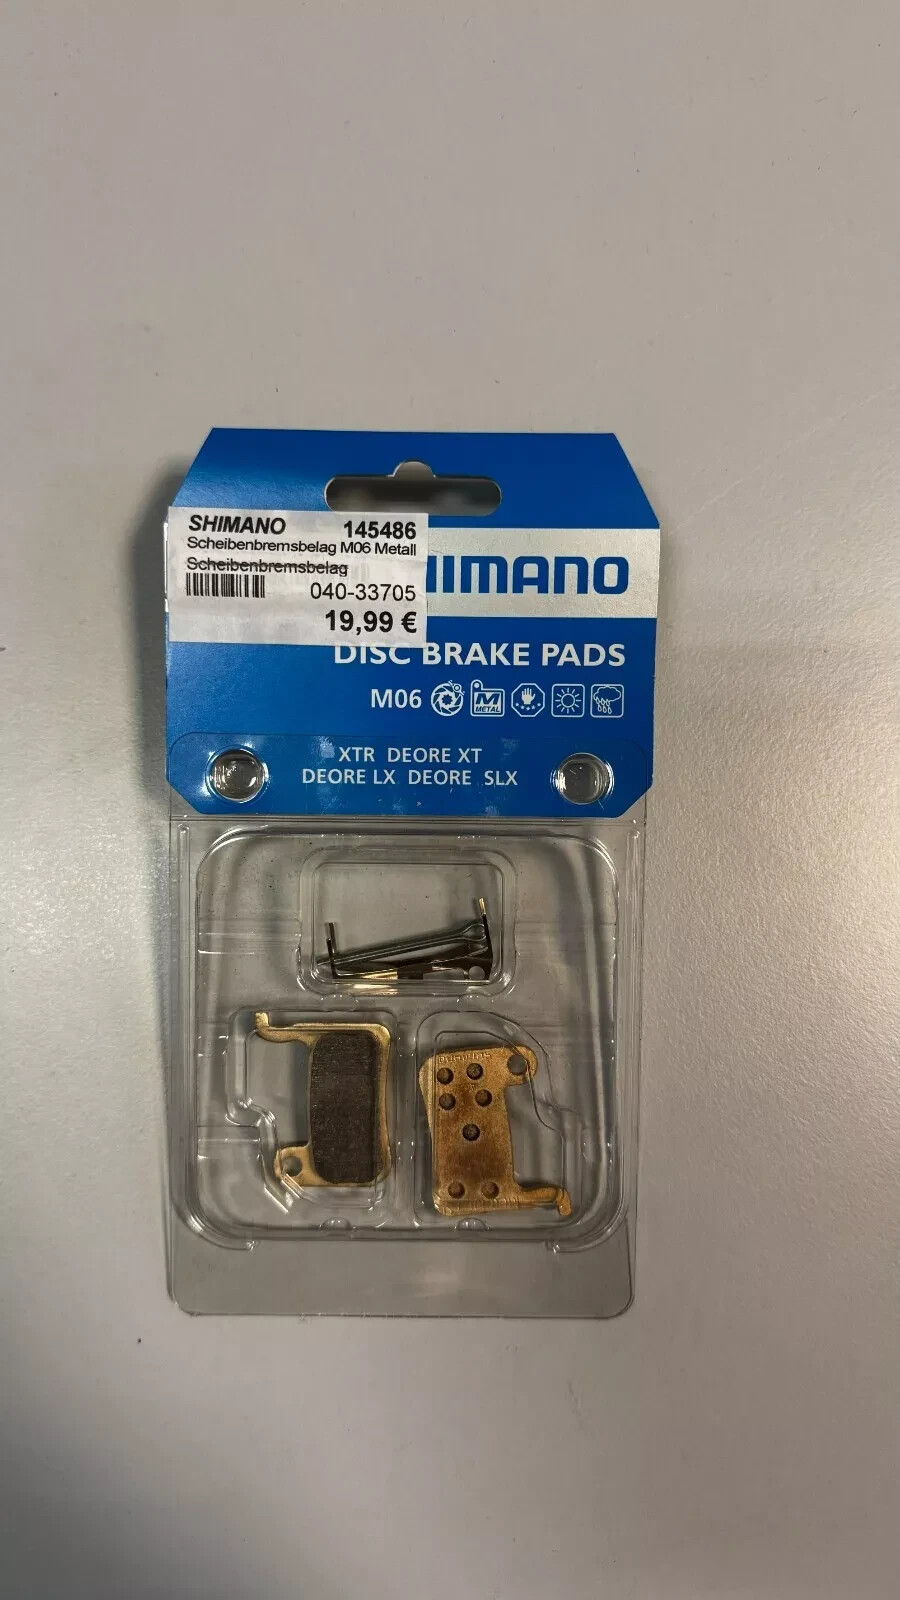 SHIMANO 145486
Scheibenbremsbelag M06 Metall
Scheibenbremsbelag
040-33705
19,99 €
HIMANO
DISC BRAKE PADS
M06
M
METAL
XTR DEORE XT
DEORE LX DEORE SLX
SHIMANO